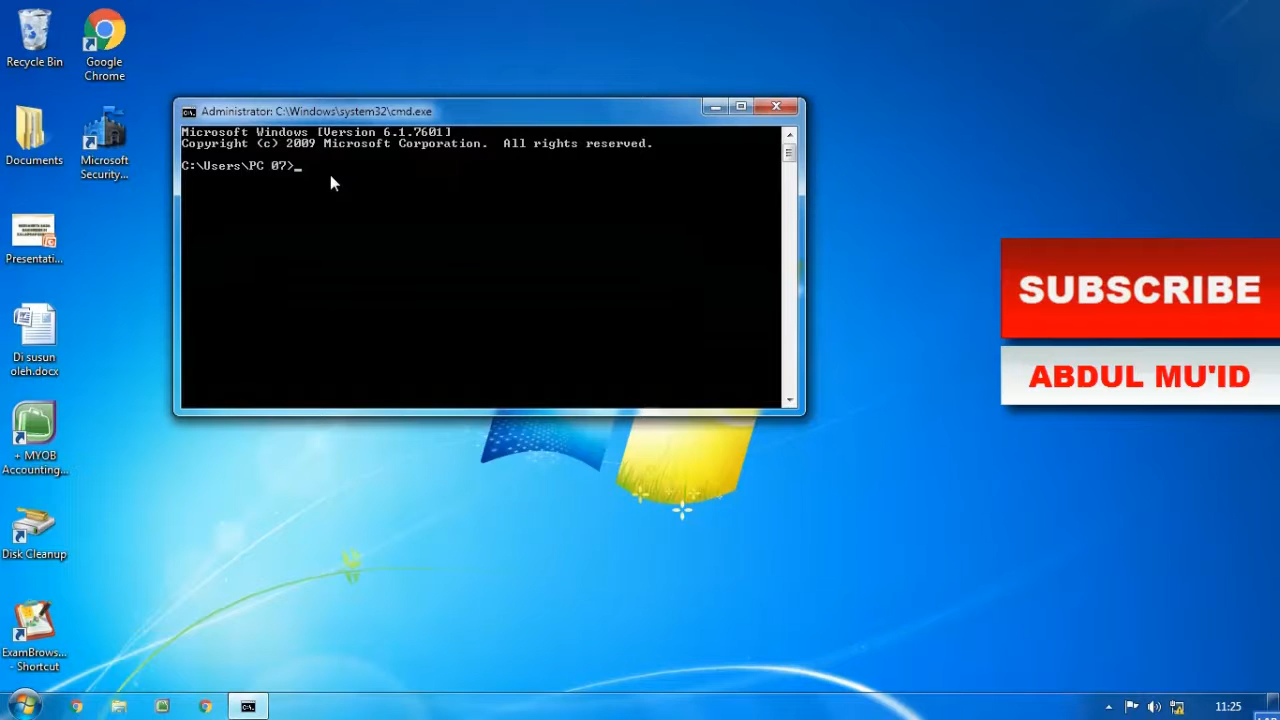 Recycle Bin
Google
Chrome
Documents
Microsoft
Security...
Presentati...
Di susun
oleh.docx
+ MYOB
Accounting...
Disk Cleanup
ExamBrows...
- Shortcut
Administrator: C:\Windows\system32\cmd.exe
Microsoft Windows [Version 6.1.7601]
Copyright (c) 2009 Microsoft Corporation.  All rights reserved.
C:\Users\PC 07>_
SUBSCRIBE
ABDUL MU'ID
11:25